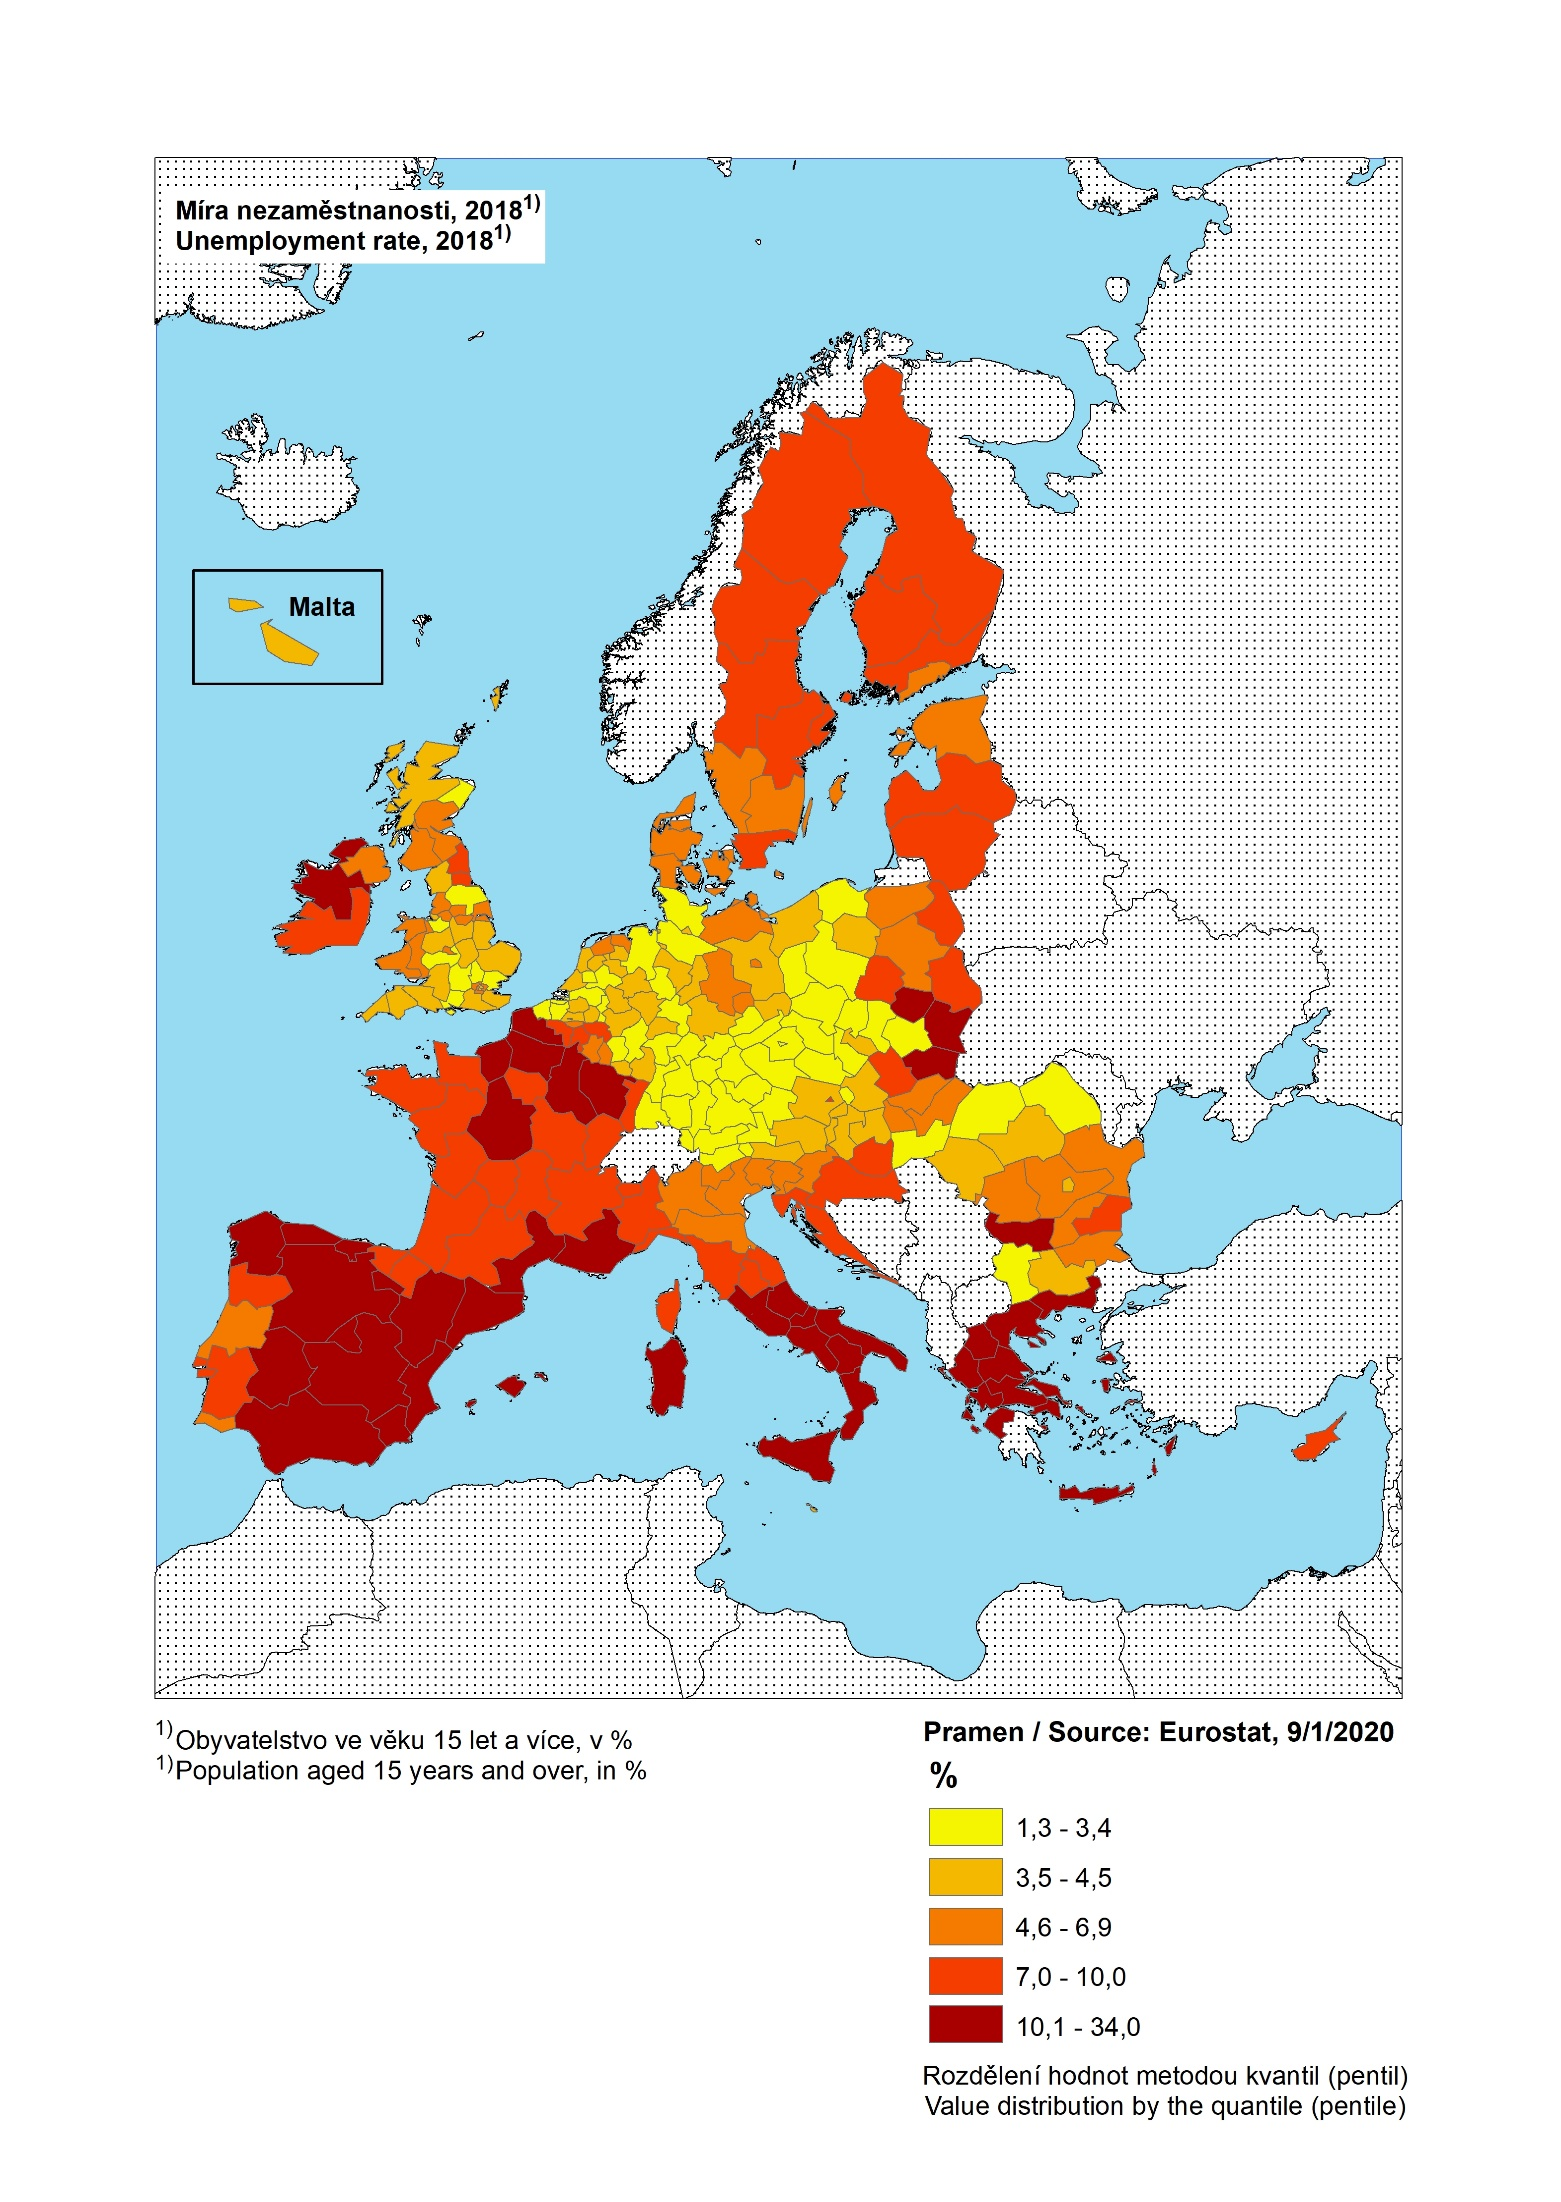 Míra nezaměstnanosti, 2018¹⁾
Unemployment rate, 2018¹⁾
Malta
¹⁾Obyvatelstvo ve věku 15 let a více, v %
¹⁾Population aged 15 years and over, in %
Pramen / Source: Eurostat, 9/1/2020
%
1,3 - 3,4
3,5 - 4,5
4,6 - 6,9
7,0 - 10,0
10,1 - 34,0
Rozdělení hodnot metodou kvantil (pentil)
Value distribution by the quantile (pentile)